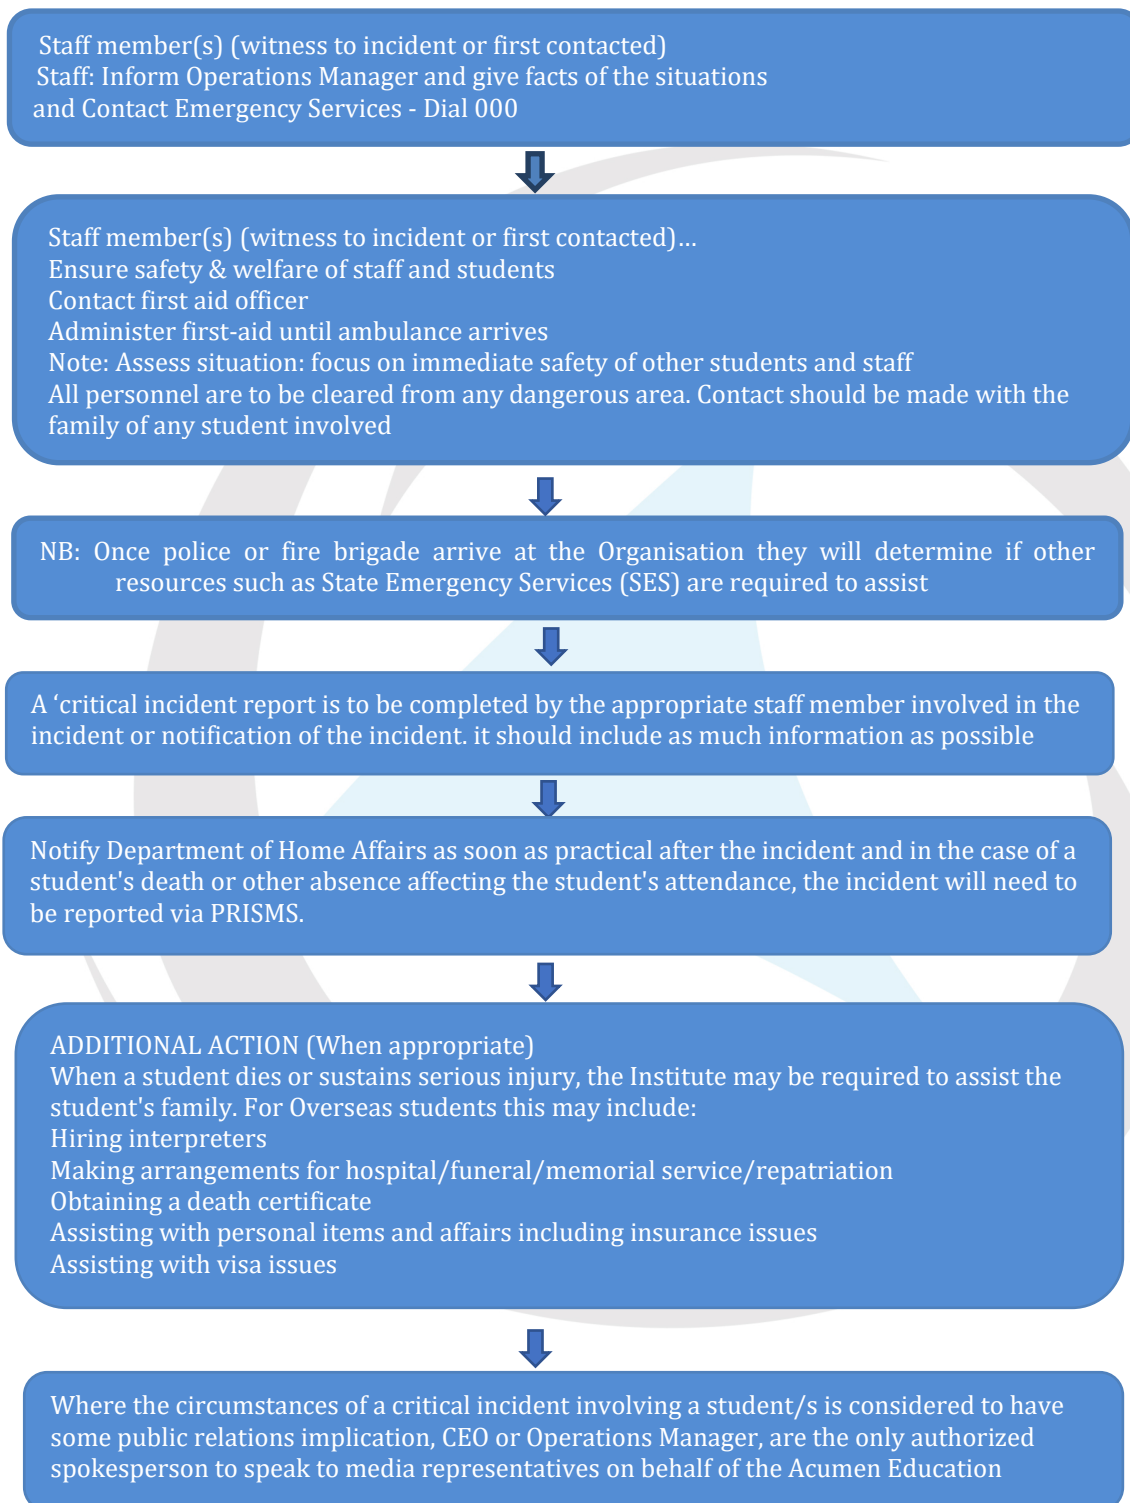 Staff member(s) (witness to incident or first contacted)
Staff: Inform Operations Manager and give facts of the situations
and Contact Emergency Services - Dial 000
Staff member(s) (witness to incident or first contacted)…
Ensure safety & welfare of staff and students
Contact first aid officer
Administer first-aid until ambulance arrives
Note: Assess situation: focus on immediate safety of other students and staff
All personnel are to be cleared from any dangerous area. Contact should be made with the
family of any student involved
NB: Once police or fire brigade arrive at the Organisation they will determine if other
resources such as State Emergency Services (SES) are required to assist
A ‘critical incident report is to be completed by the appropriate staff member involved in the
incident or notification of the incident. it should include as much information as possible
Notify Department of Home Affairs as soon as practical after the incident and in the case of a
student's death or other absence affecting the student's attendance, the incident will need to
be reported via PRISMS.
ADDITIONAL ACTION (When appropriate)
When a student dies or sustains serious injury, the Institute may be required to assist the
student's family. For Overseas students this may include:
Hiring interpreters
Making arrangements for hospital/funeral/memorial service/repatriation
Obtaining a death certificate
Assisting with personal items and affairs including insurance issues
Assisting with visa issues
Where the circumstances of a critical incident involving a student/s is considered to have
some public relations implication, CEO or Operations Manager, are the only authorized
spokesperson to speak to media representatives on behalf of the Acumen Education